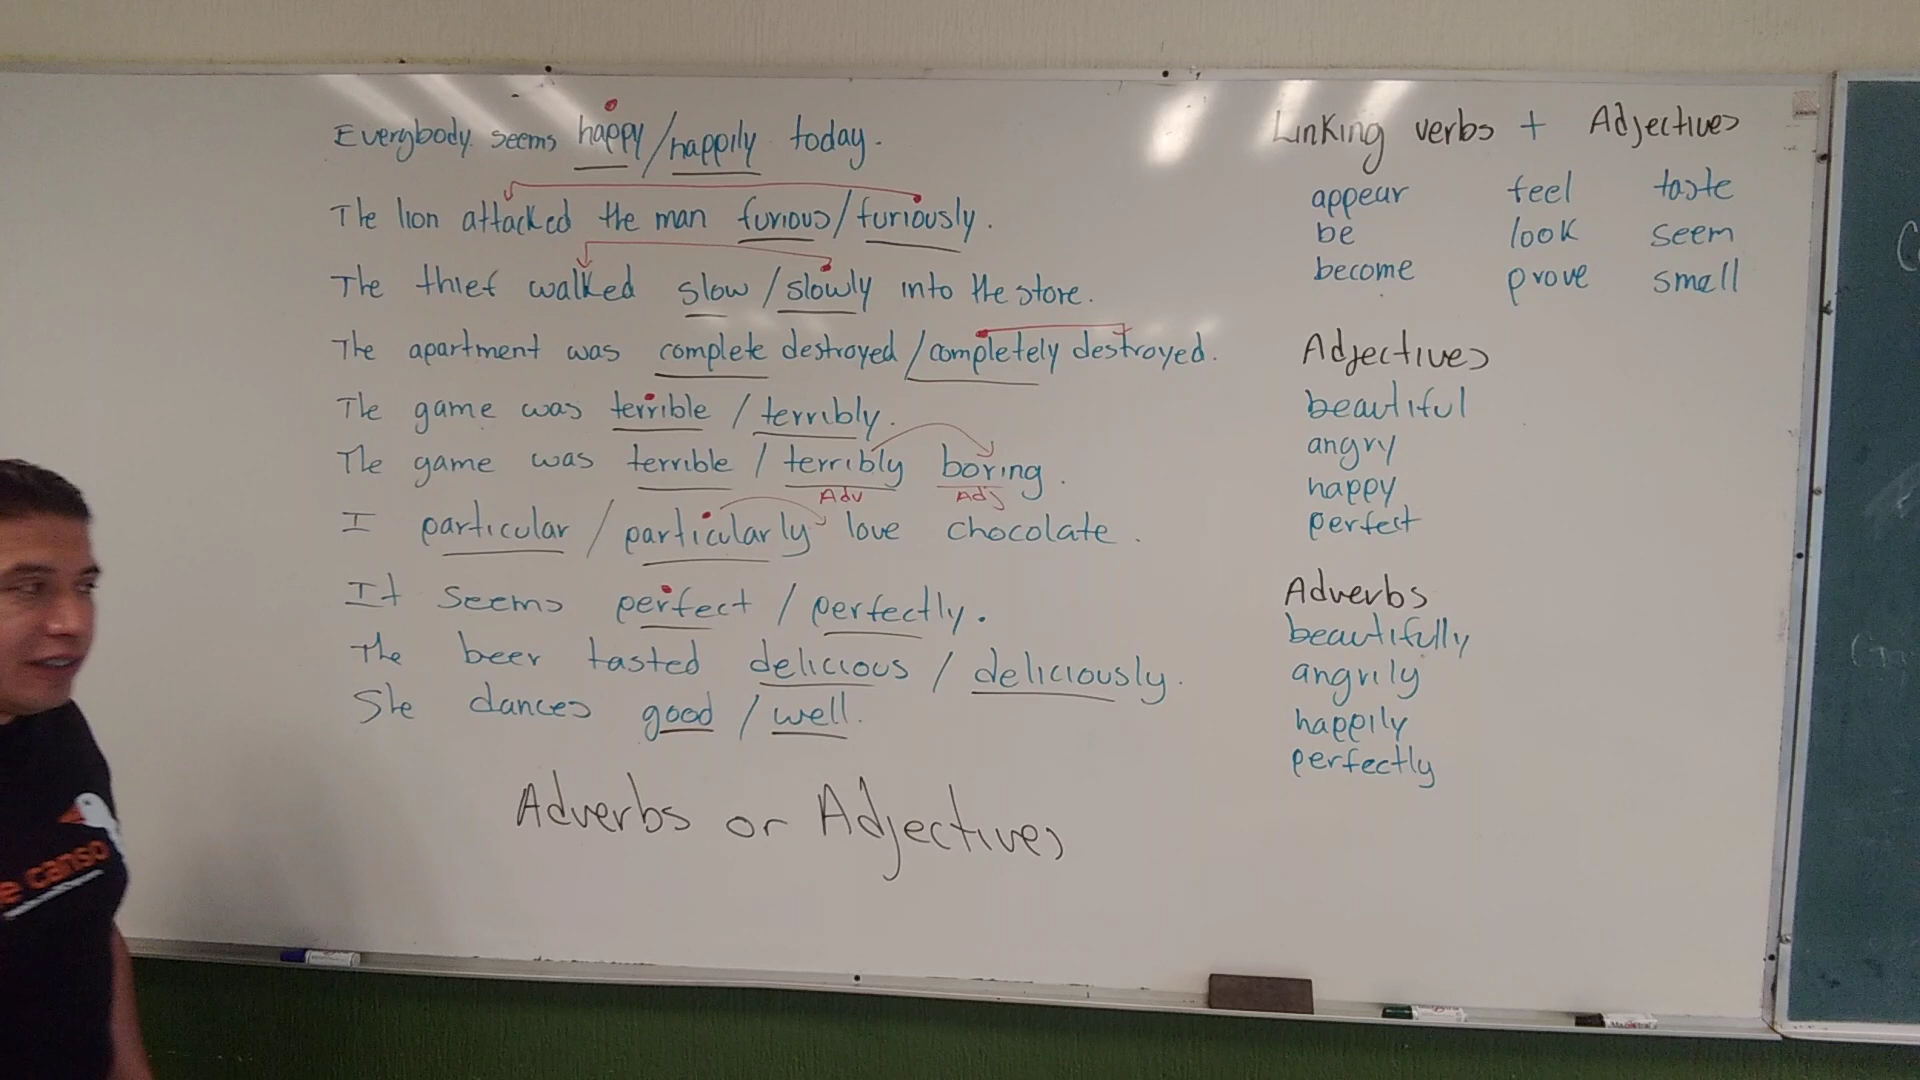 Everybody seems happy/happily today.
The lion attacked the man furious/furiously.
The thief walked slow/slowly into the store.
The apartment was complete destroyed/completely destroyed.
The game was terrible / terribly.
The game was terrible / terribly boring.
Adv Adj
I particular / particularly love chocolate.
It seems perfect / perfectly.
The beer tasted delicious / deliciously.
She dances good / well.
Adverbs or Adjectives
Linking verbs + Adjectives
appear feel taste
be look seem
become prove smell
Adjectives
beautiful
angry
happy
perfect
Adverbs
beautifully
angrily
happily
perfectly